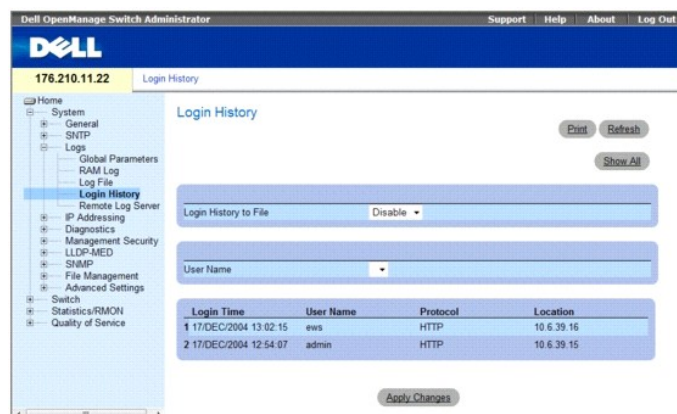 Dell OpenManage Switch Administrator
Support Help About Log Out
DELL
176.210.11.22
Login History
Home
System
General
SNTP
Logs
Global Parameters
RAM Log
Log File
Login History
Remote Log Server
IP Addressing
Diagnostics
Management Security
LLDP-MED
SNMP
File Management
Advanced Settings
Switch
Statistics/RMON
Quality of Service
Login History
Print Refresh
Show All
Login History to File Disable
User Name
Login Time User Name Protocol Location
1 17/DEC/2004 13:02:15 ews HTTP 10.6.39.16
2 17/DEC/2004 12:54:07 admin HTTP 10.6.39.15
Apply Changes